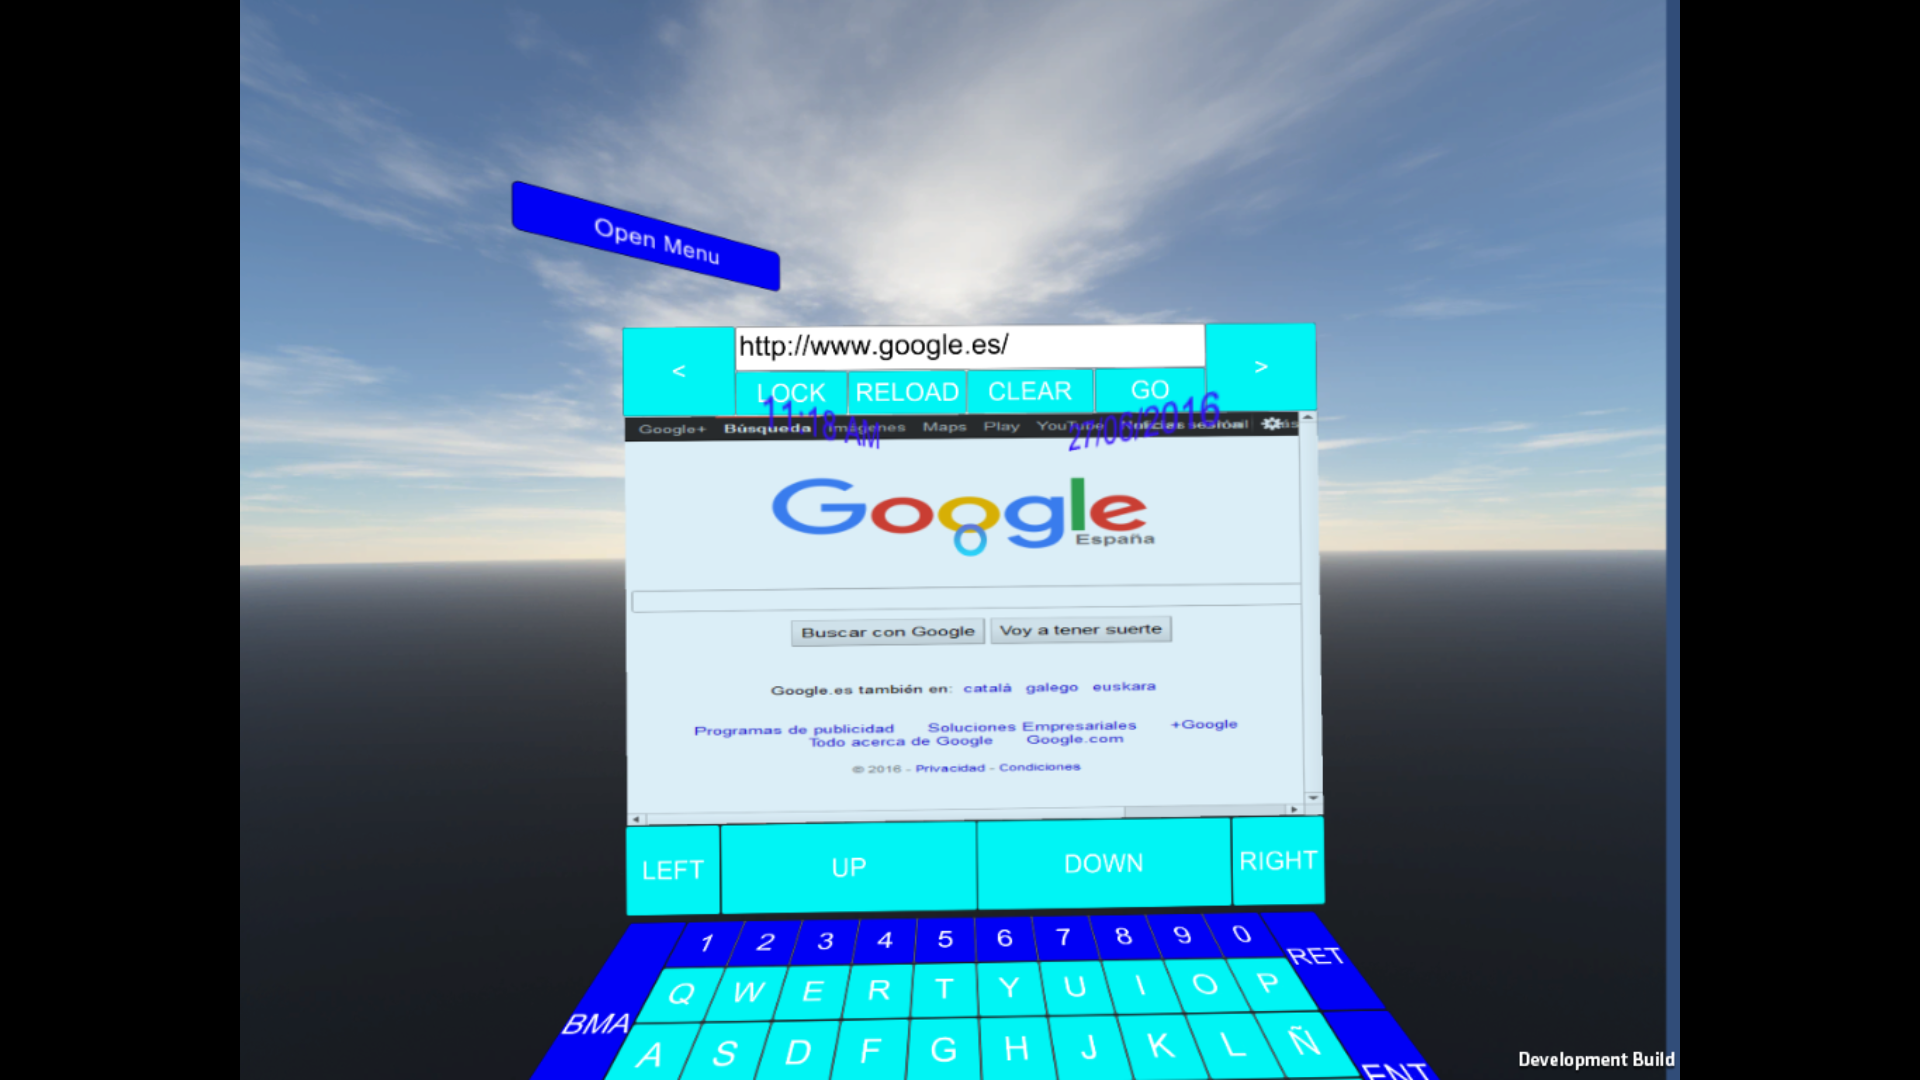 Open Menu
<
http://www.google.es/
>
LOCK RELOAD CLEAR GO
11:18 AM
27/06/2016
Google+ Búsqueda Imágenes Maps Play YouTube Noticias
Google
España
Buscar con Google Voy a tener suerte
Google.es también en: català galego euskara
Programas de publicidad Soluciones Empresariales +Google
Todo acerca de Google Google.com
© 2016 - Privacidad - Condiciones
LEFT UP DOWN RIGHT
1 2 3 4 5 6 7 8 9 0 RET
Q W E R T Y U I O P
BMA
A S D F G H J K L Ñ
ENT
Development Build